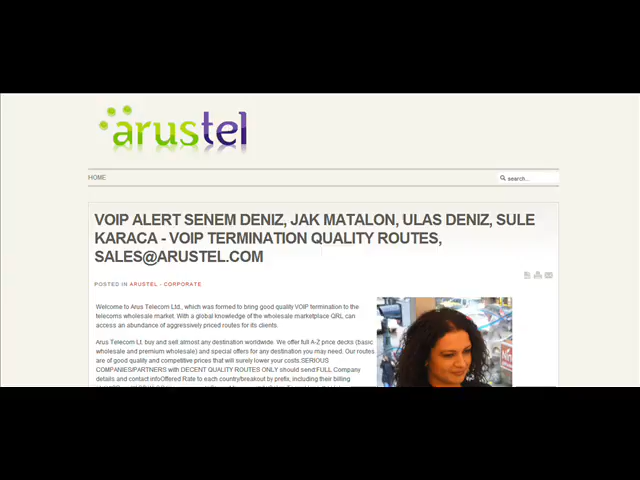 arustel
HOME
search...
VOIP ALERT SENEM DENIZ, JAK MATALON, ULAS DENIZ, SULE
KARACA - VOIP TERMINATION QUALITY ROUTES,
SALES@ARUSTEL.COM
POSTED IN ARUSTEL - CORPORATE
Welcome to Arus Telecom Ltd., which was formed to bring good quality VOIP termination to the
telecoms wholesale market. With a global knowledge of the wholesale marketplace QRL can
access an abundance of aggressively priced routes for its clients.
Arus Telecom Lt. buy and sell almost any destination worldwide. We offer full A-Z price decks (basic
wholesale and premium wholesale) and special offers for any destination you may need. Our routes
are of good quality and competitive prices that will surely lower your costs.SERIOUS
COMPANIES/PARTNERS with DECENT QUALITY ROUTES ONLY should send:FULL Company
details and contact infoOffered Rate to each country/breakout by prefix, including their billing